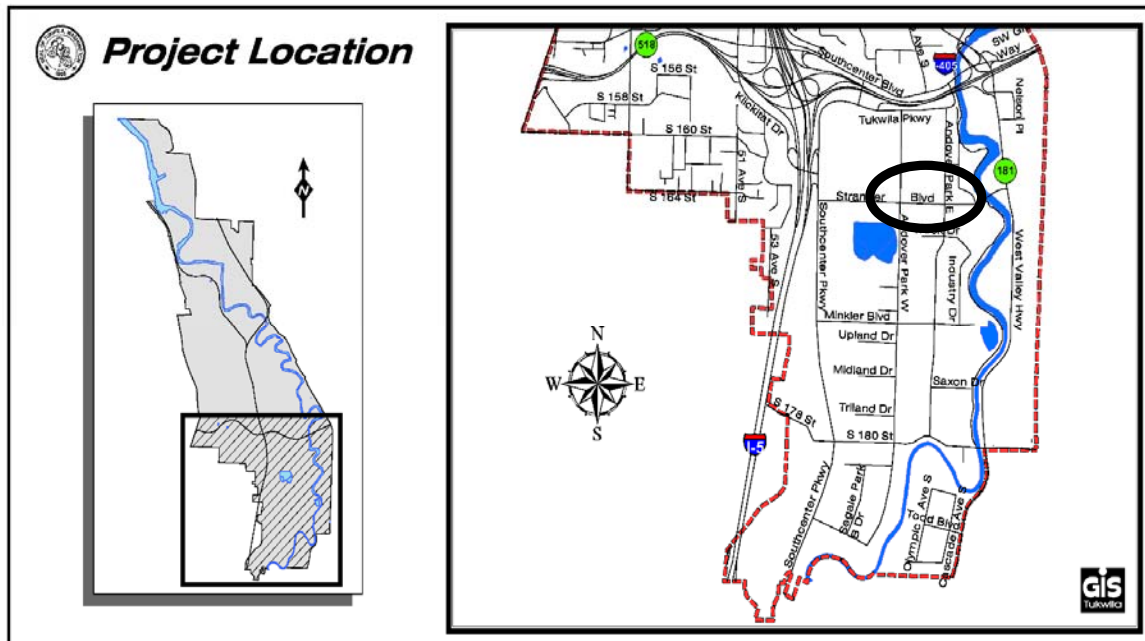 Project Location
N
518
I-405
SW Gr
Way
Ave S
Southcenter Blvd
S 156 St
S 158 St
Klickitat Dr
Nelson Pl
Tukwila Pkwy
S 160 St
51 Ave S
Andover Park E
181
S 164 St
Strander Blvd
Dr
53 Ave S
Southcenter Pkwy
Andover Park W
Industry Dr
West Valley Hwy
Minkler Blvd
Upland Dr
N
W E
S
Midland Dr
Saxon Dr
Triland Dr
S 178 St
S 180 St
I-5
Southcenter Pkwy
Segale Park
B Dr
Olympic Ave S
Todd Blvd
Cascade Ave S
GIS
Tukwila